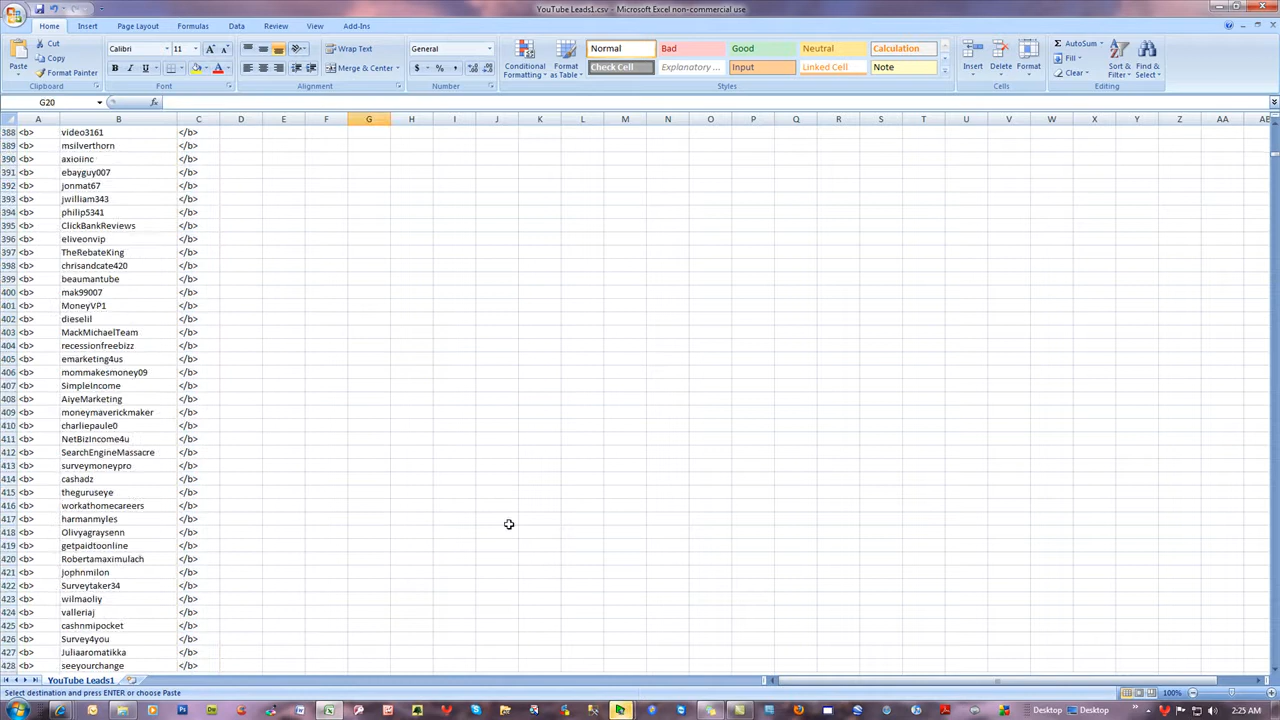 YouTube Leads1.csv - Microsoft Excel non-commercial use
Home Insert Page Layout Formulas Data Review View Add-Ins
Cut Calibri 11 Wrap Text General Normal Bad Good Neutral Calculation AutoSum
Copy
Paste Format Painter B I U Merge & Center $ % , Conditional Formatting Format as Table Check Cell Explanatory ... Input Linked Cell Note Insert Delete Format Fill Clear Sort & Filter Find & Select
Clipboard Font Alignment Number Styles Cells Editing
G20 fx
A B C D E F G H I J K L M N O P Q R S T U V W X Y Z AA AB
388 <b> video3161 </b>
389 <b> msilverthorn </b>
390 <b> axioiinc </b>
391 <b> ebayguy007 </b>
392 <b> jonmat67 </b>
393 <b> jwilliam343 </b>
394 <b> philip5341 </b>
395 <b> ClickBankReviews </b>
396 <b> eliveonvip </b>
397 <b> TheRebateKing </b>
398 <b> chrisandcate420 </b>
399 <b> beaumantube </b>
400 <b> mak99007 </b>
401 <b> MoneyVP1 </b>
402 <b> dieselil </b>
403 <b> MackMichaelTeam </b>
404 <b> recessionfreebizz </b>
405 <b> emarketing4us </b>
406 <b> mommakesmoney09 </b>
407 <b> SimpleIncome </b>
408 <b> AiyeMarketing </b>
409 <b> moneymaverickmaker </b>
410 <b> charliepaule0 </b>
411 <b> NetBizIncome4u </b>
412 <b> SearchEngineMassacre </b>
413 <b> surveymoneypro </b>
414 <b> cashadz </b>
415 <b> theguruseye </b>
416 <b> workathomecareers </b>
417 <b> harmanmyles </b>
418 <b> Olivyagraysenn </b>
419 <b> getpaidtoonline </b>
420 <b> Robertamaximulach </b>
421 <b> Jophnmilon </b>
422 <b> Surveytaker34 </b>
423 <b> wilmaoliy </b>
424 <b> valleriaj </b>
425 <b> cashnmipocket </b>
426 <b> Survey4you </b>
427 <b> Juliaaromatikka </b>
428 <b> seeyourchange </b>
YouTube Leads1
Select destination and press ENTER or choose Paste 100%
Desktop Desktop 2:25 AM